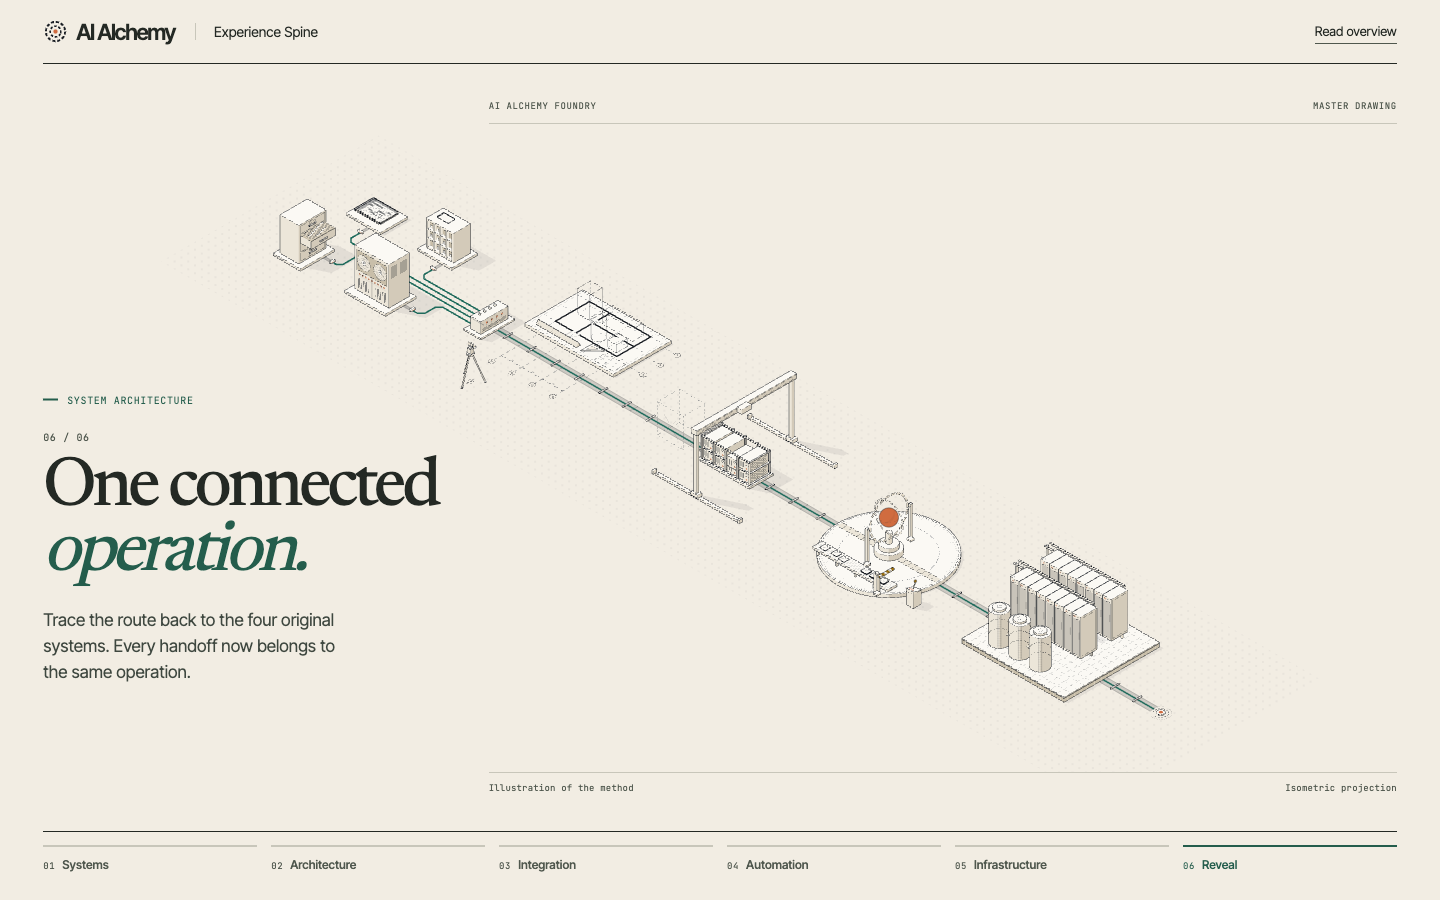 AI Alchemy
Experience Spine
Read overview
AI ALCHEMY FOUNDRY
MASTER DRAWING
SYSTEM ARCHITECTURE
06 / 06
One connected
operation.
Trace the route back to the four original
systems. Every handoff now belongs to
the same operation.
Illustration of the method
Isometric projection
01 Systems
02 Architecture
03 Integration
04 Automation
05 Infrastructure
06 Reveal